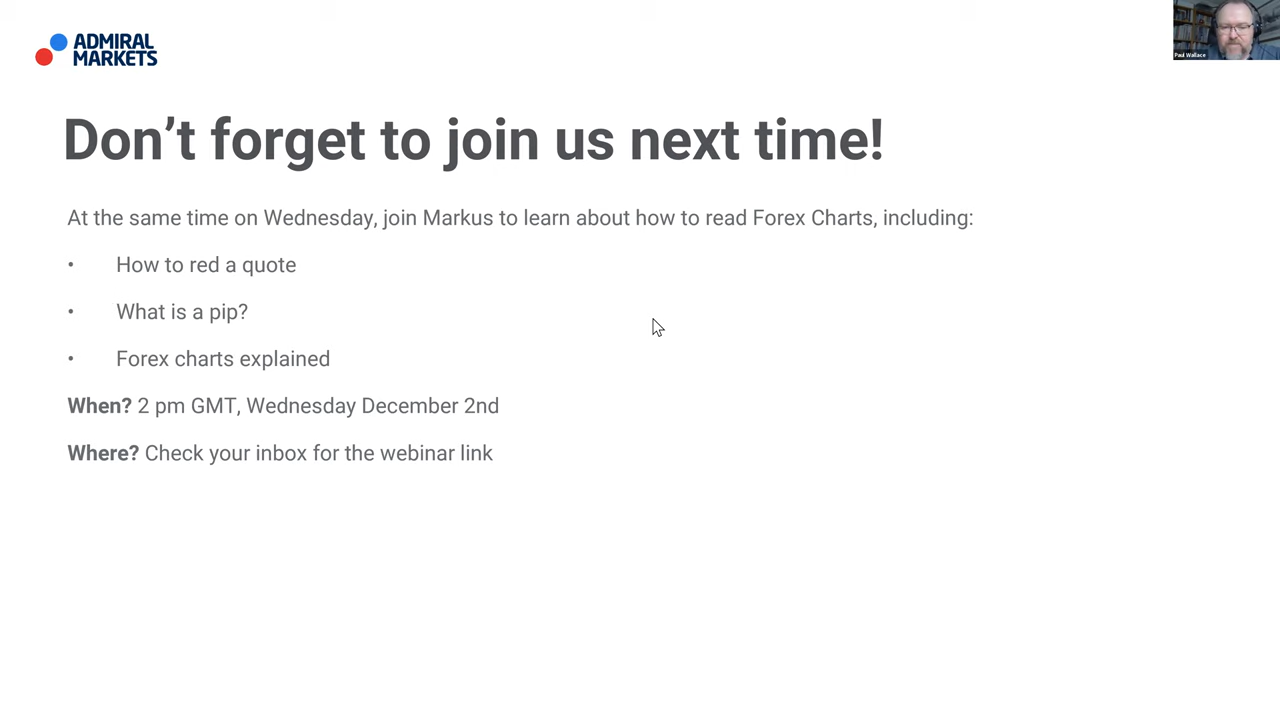 ADMIRAL
MARKETS
Paul Wallace
Don’t forget to join us next time!
At the same time on Wednesday, join Markus to learn about how to read Forex Charts, including:
• How to red a quote
• What is a pip?
• Forex charts explained
When? 2 pm GMT, Wednesday December 2nd
Where? Check your inbox for the webinar link